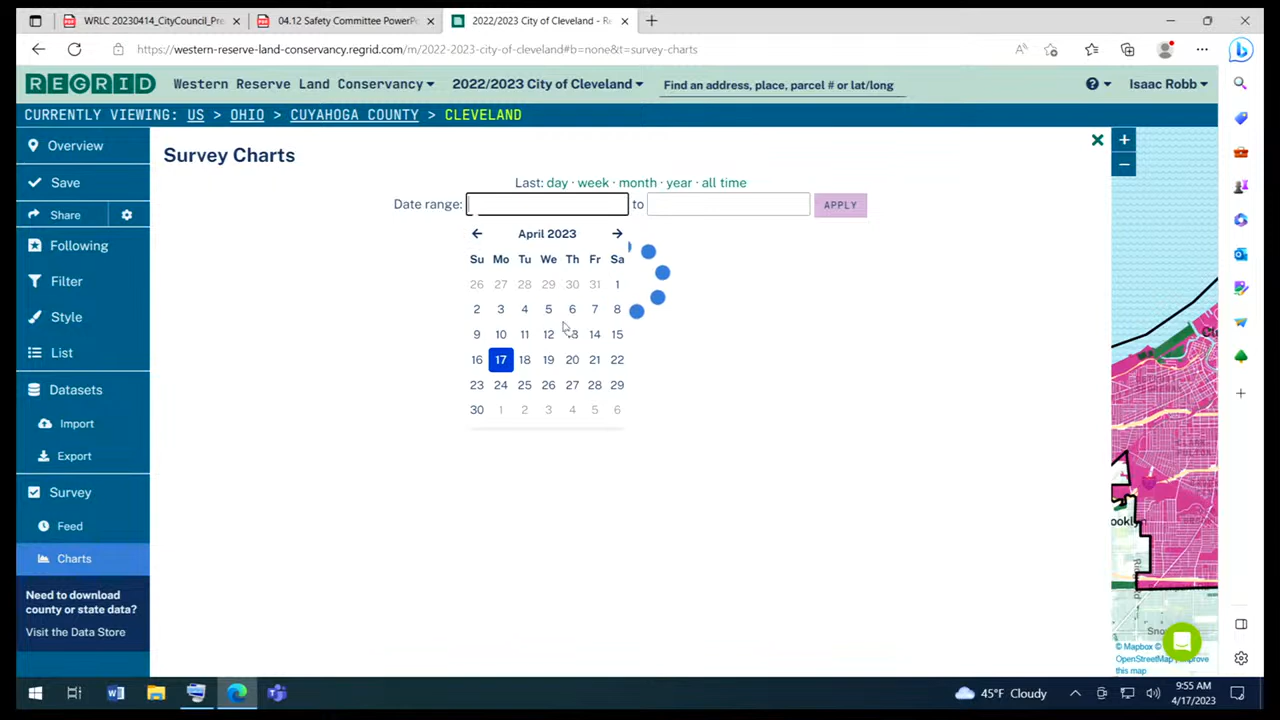 WRLC 20230414_CityCouncil_Pre
04.12 Safety Committee PowerPo
2022/2023 City of Cleveland - Re
https://western-reserve-land-conservancy.regrid.com/m/2022-2023-city-of-cleveland#b=none&t=survey-charts
REGRID
Western Reserve Land Conservancy
2022/2023 City of Cleveland
Find an address, place, parcel # or lat/long
Isaac Robb
CURRENTLY VIEWING: US > OHIO > CUYAHOGA COUNTY > CLEVELAND
Overview
Save
Share
Following
Filter
Style
List
Datasets
Import
Export
Survey
Feed
Charts
Need to download
county or state data?
Visit the Data Store
Survey Charts
Last: day · week · month · year · all time
Date range: to APPLY
April 2023
Su Mo Tu We Th Fr Sa
26 27 28 29 30 31 1
2 3 4 5 6 7 8
9 10 11 12 13 14 15
16 17 18 19 20 21 22
23 24 25 26 27 28 29
30 1 2 3 4 5 6
© Mapbox ©
OpenStreetMap Improve
this map
45°F Cloudy
9:55 AM
4/17/2023